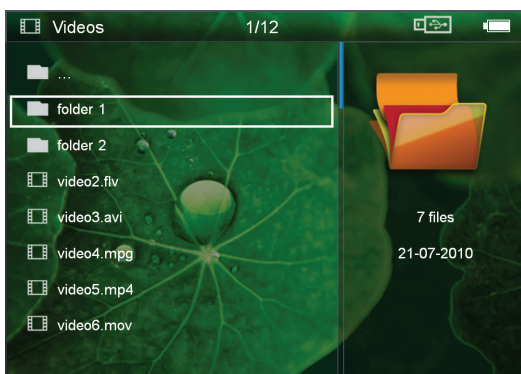 Videos 1/12
...
folder 1
folder 2
video2.flv
video3.avi
video4.mpg
video5.mp4
video6.mov
7 files
21-07-2010